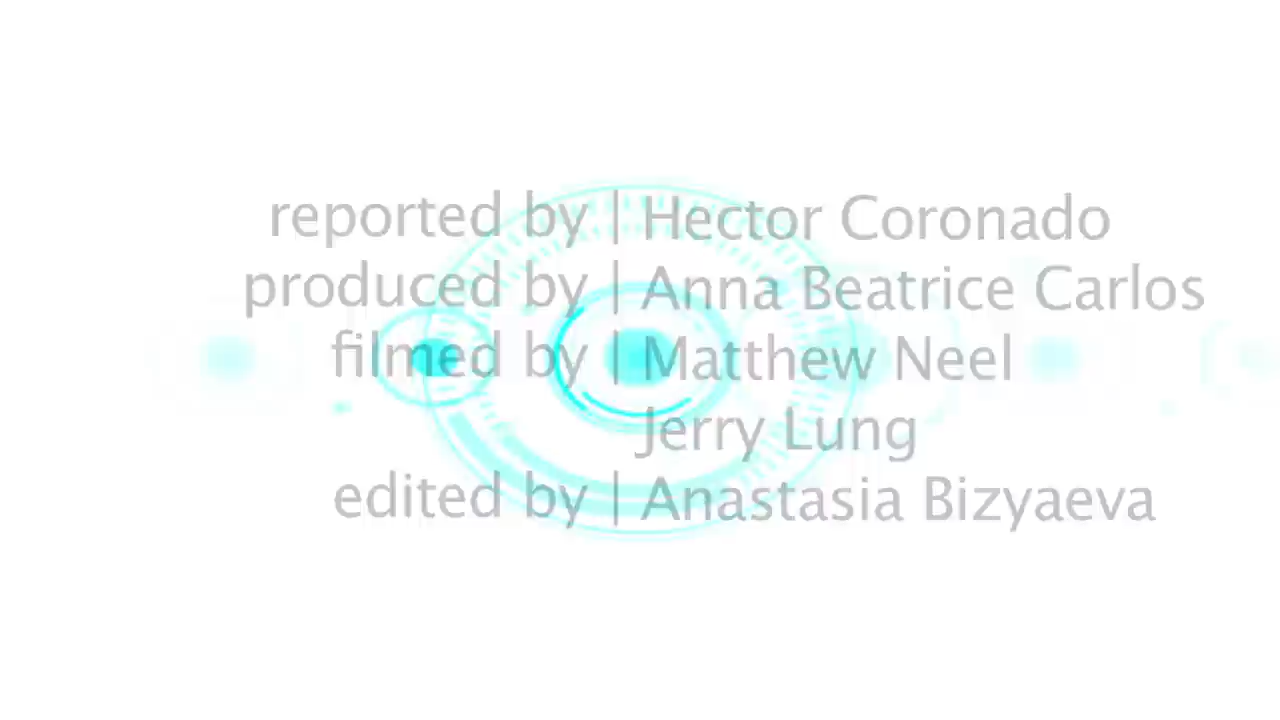 reported by | Hector Coronado
produced by | Anna Beatrice Carlos
filmed by | Matthew Neel
Jerry Lung
edited by | Anastasia Bizyaeva